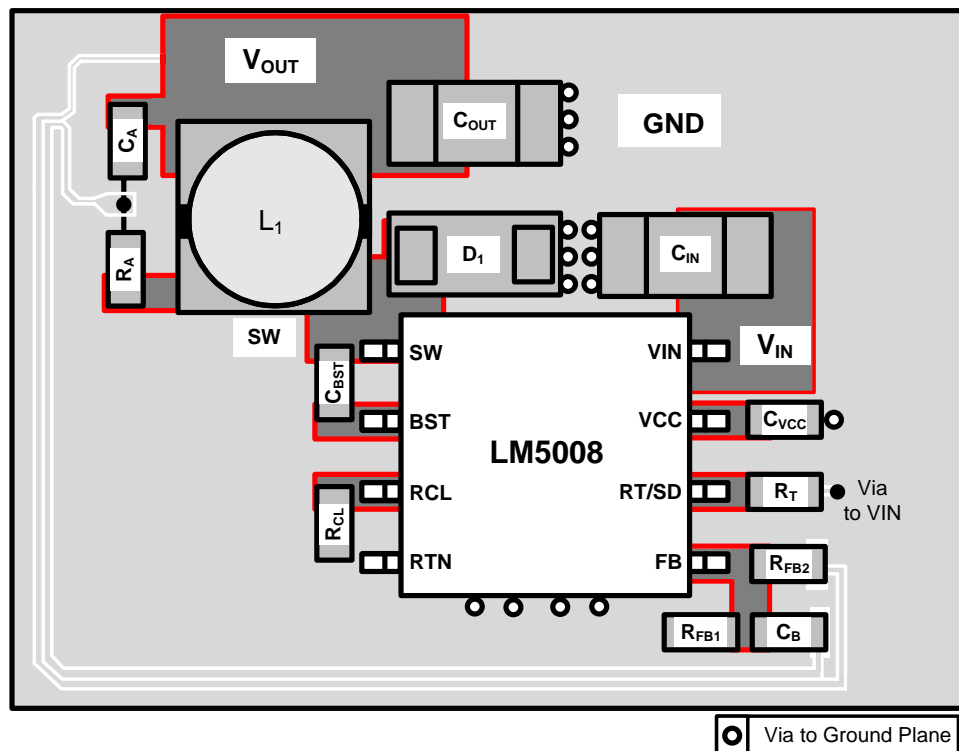 VOUT
COUT
GND
CA
L1
RA
D1
CIN
SW
VIN
CBST
SW
VIN
BST
VCC
CVCC
LM5008
RCL
RCL
RT/SD
RT
Via
to VIN
RTN
FB
RFB2
RFB1
CB
Via to Ground Plane